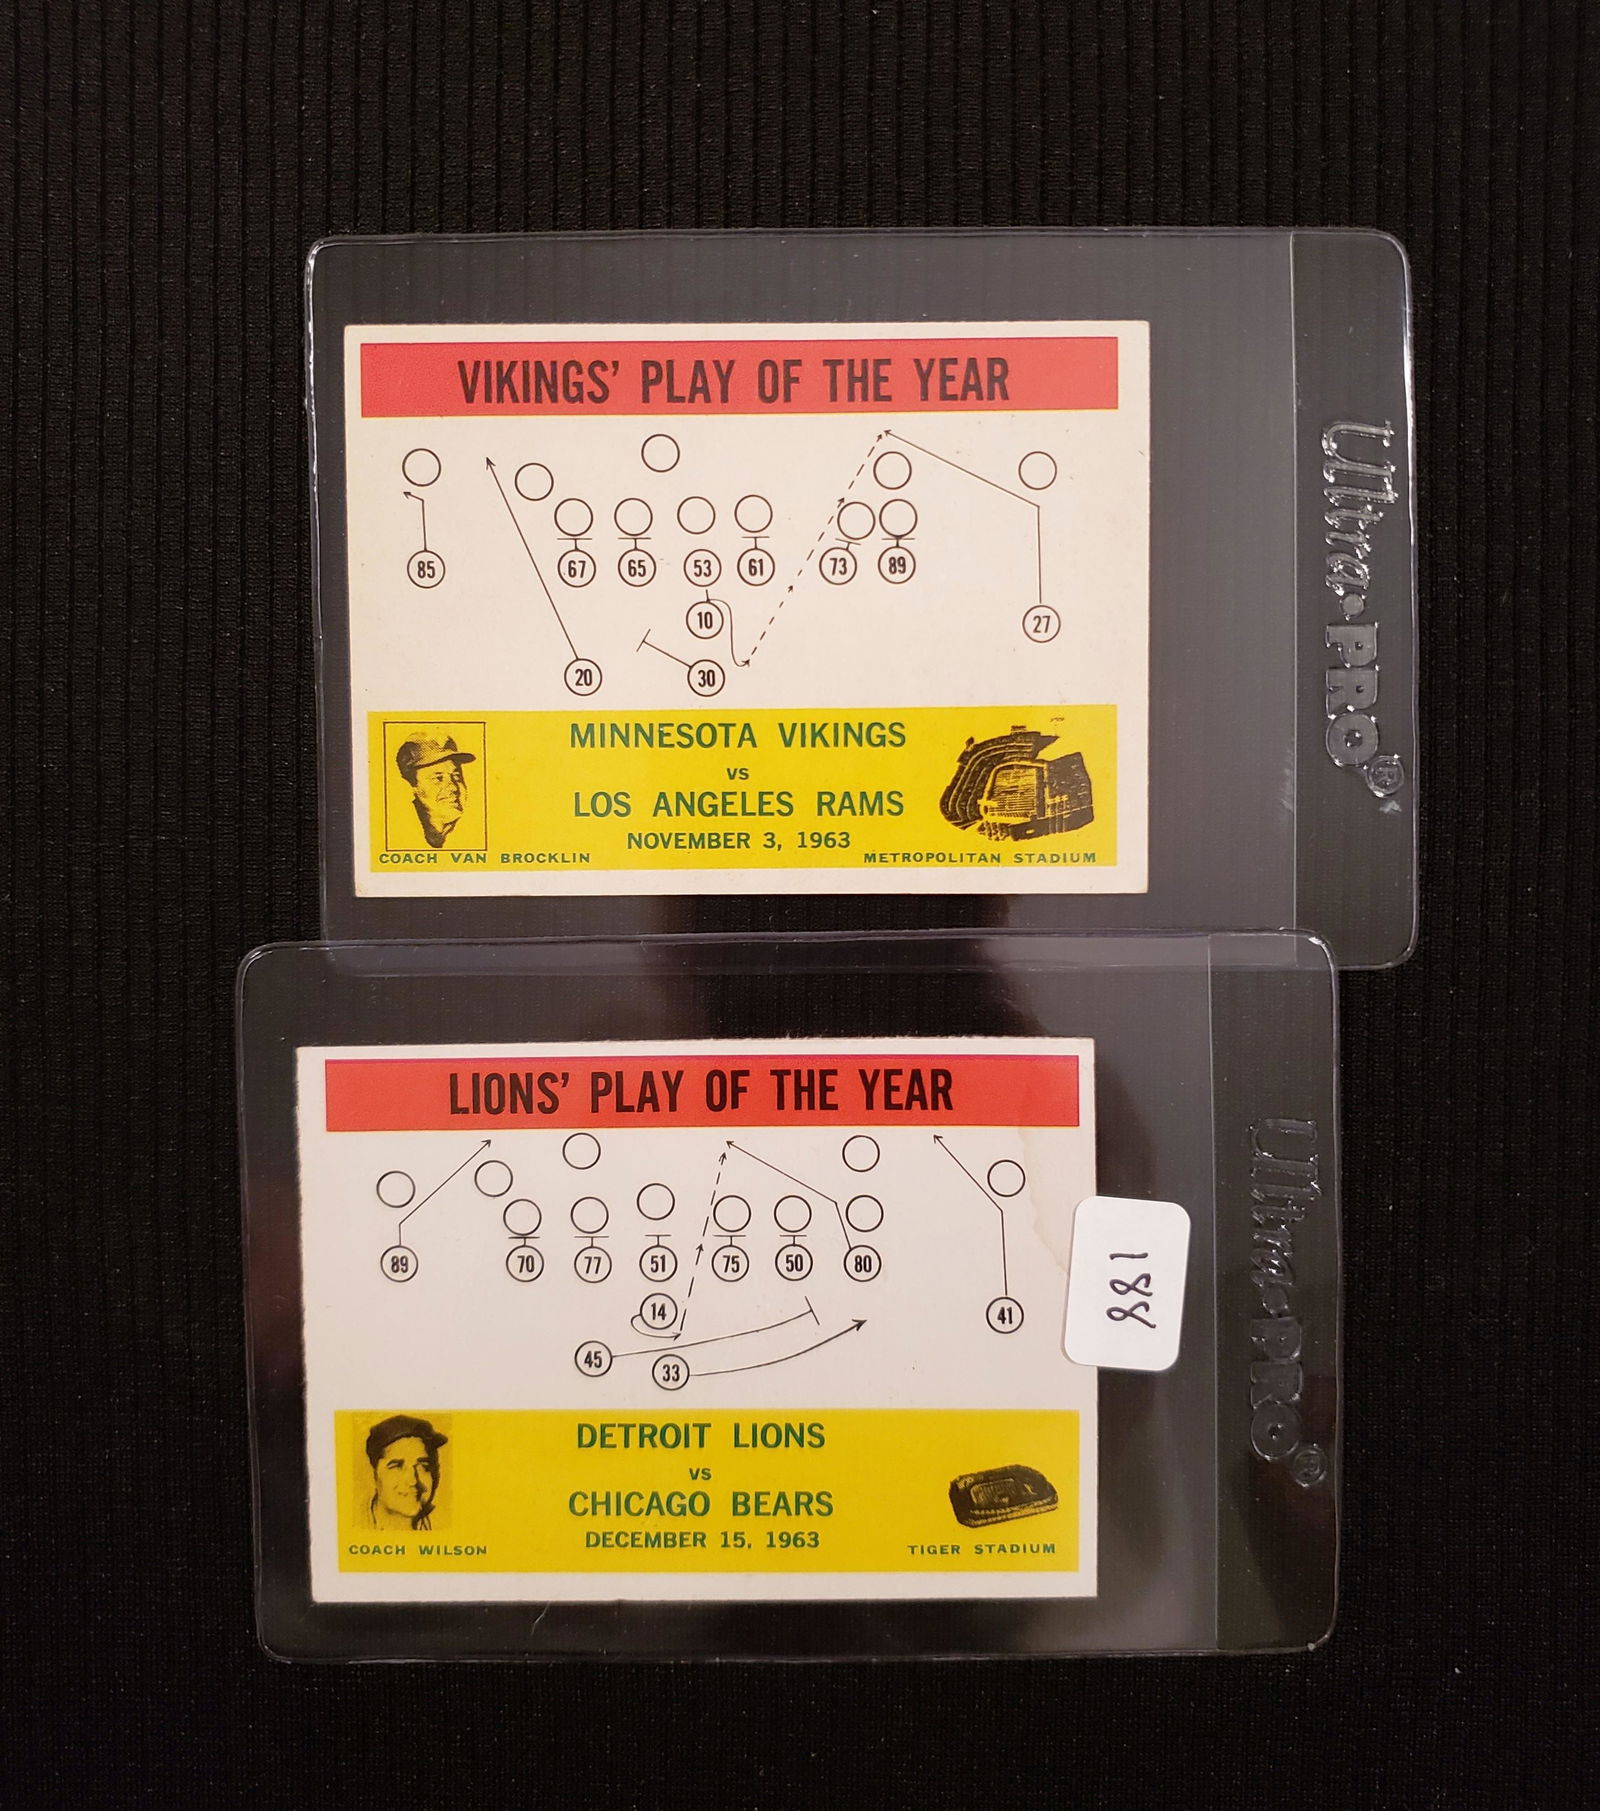 VIKINGS' PLAY OF THE YEAR
85 67 65 53 61 73 89
10
27
20 30
MINNESOTA VIKINGS
VS
LOS ANGELES RAMS
NOVEMBER 3, 1963
COACH VAN BROCKLIN
METROPOLITAN STADIUM
Ultra·PRO®
LIONS' PLAY OF THE YEAR
89 70 77 51 75 50 80
14
41
45 33
DETROIT LIONS
VS
CHICAGO BEARS
DECEMBER 15, 1963
COACH WILSON
TIGER STADIUM
188
Ultra·PRO®